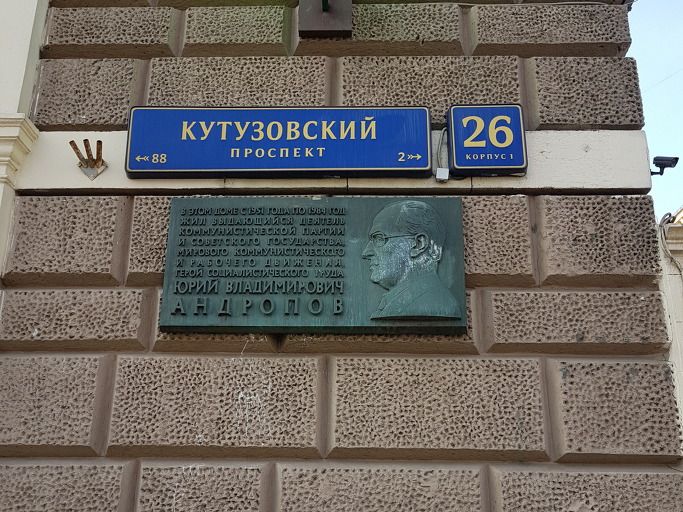 КУТУЗОВСКИЙ
ПРОСПЕКТ
88
2
26
КОРПУС 1
В ЭТОМ ДОМЕ С 1951 ГОДА ПО 1984 ГОД
ЖИЛ ВЫДАЮЩИЙСЯ ДЕЯТЕЛЬ
КОММУНИСТИЧЕСКОЙ ПАРТИИ
И СОВЕТСКОГО ГОСУДАРСТВА,
МИРОВОГО КОММУНИСТИЧЕСКОГО
И РАБОЧЕГО ДВИЖЕНИЯ,
ГЕРОЙ СОЦИАЛИСТИЧЕСКОГО ТРУДА
ЮРИЙ ВЛАДИМИРОВИЧ
АНДРОПОВ